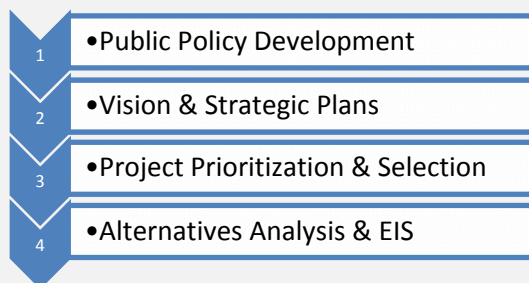 1 •Public Policy Development
2 •Vision & Strategic Plans
3 •Project Prioritization & Selection
4 •Alternatives Analysis & EIS